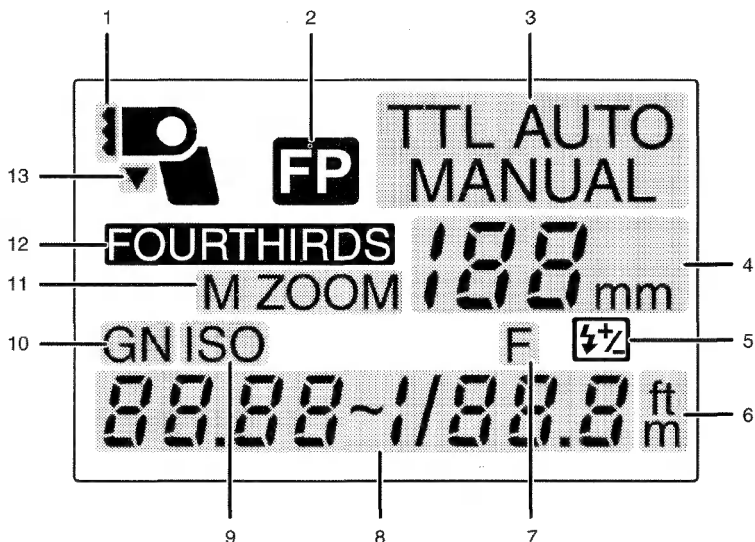 1 2 3
TTL AUTO
FP MANUAL
13
12 FOURTHIRDS 188 mm 4
11 M ZOOM
10 GN ISO F 5
88.88~1/88.8 ft m 6
9 8 7